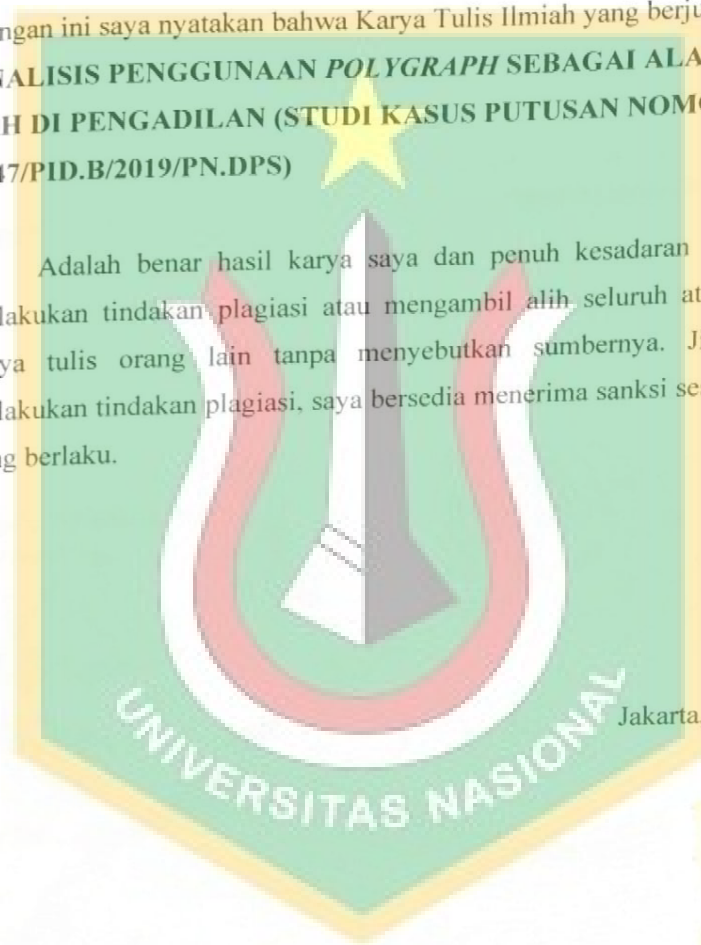 ngan ini saya nyatakan bahwa Karya Tulis Ilmiah yang berju
NALISIS PENGGUNAAN POLYGRAPH SEBAGAI ALA
H DI PENGADILAN (STUDI KASUS PUTUSAN NOMO
47/PID.B/2019/PN.DPS)
Adalah benar hasil karya saya dan penuh kesadaran
lakukan tindakan plagiasi atau mengambil alih seluruh at
ya tulis orang lain tanpa menyebutkan sumbernya. J
lakukan tindakan plagiasi, saya bersedia menerima sanksi se
ng berlaku.
Jakarta,
UNIVERSITAS NASIONAL